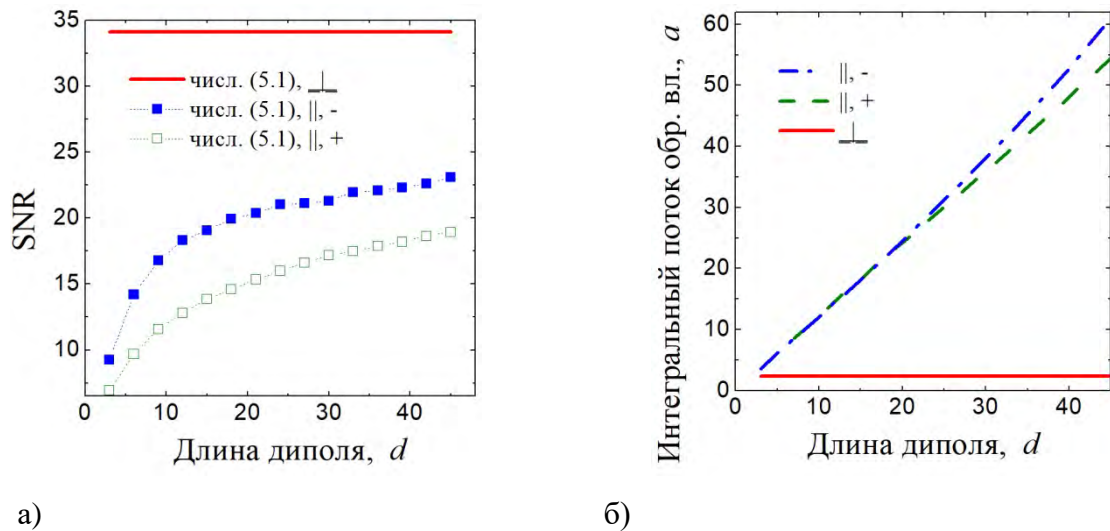 35
30
25
20
15
10
SNR
числ. (5.1), ⊥
числ. (5.1), ||, -
числ. (5.1), ||, +
0 10 20 30 40
Длина диполя, d
а)
60
50
40
30
20
10
0
Интегральный поток обр. вл., a
||, -
||, +
⊥
0 10 20 30 40
Длина диполя, d
б)